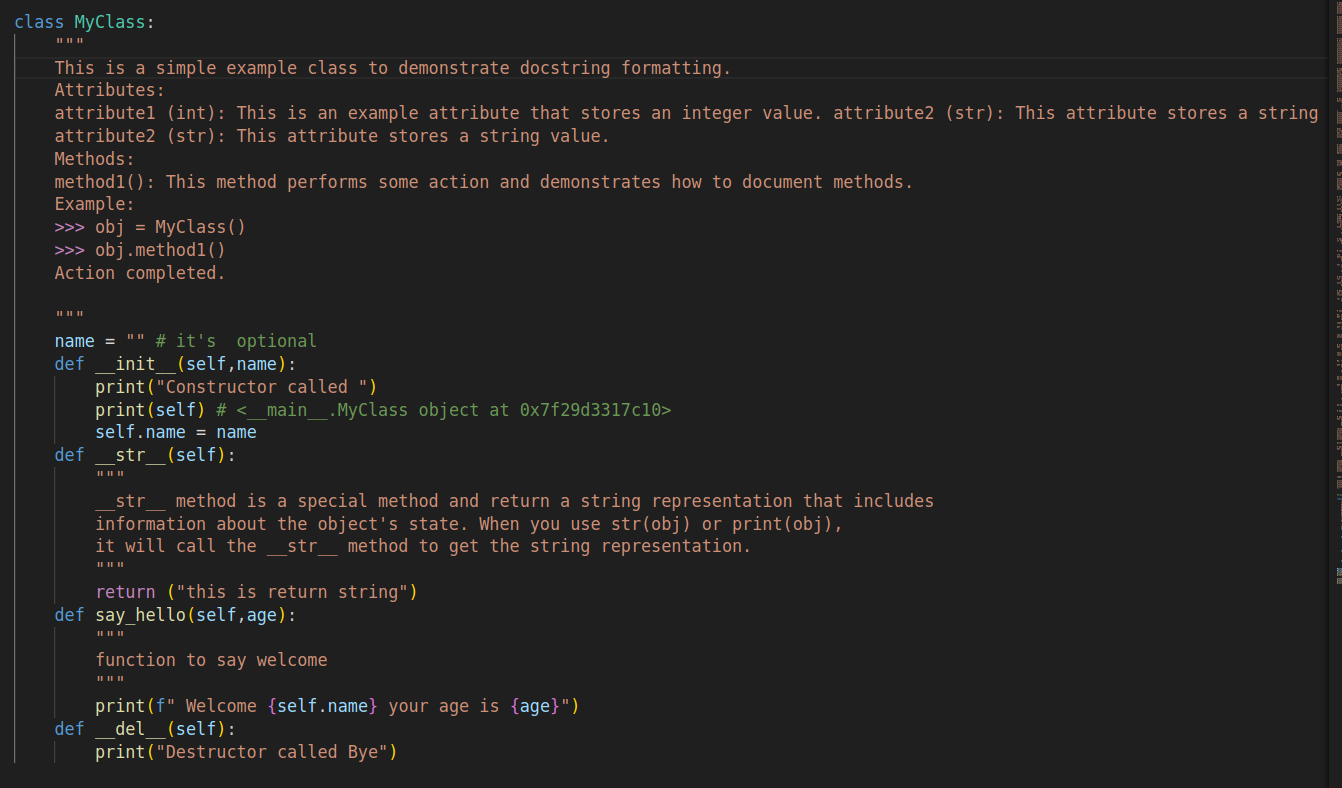 class MyClass:
    """
    This is a simple example class to demonstrate docstring formatting.
    Attributes:
    attribute1 (int): This is an example attribute that stores an integer value. attribute2 (str): This attribute stores a string
    attribute2 (str): This attribute stores a string value.
    Methods:
    method1(): This method performs some action and demonstrates how to document methods.
    Example:
    >>> obj = MyClass()
    >>> obj.method1()
    Action completed.

    """
    name = "" # it's  optional
    def __init__(self,name):
        print("Constructor called ")
        print(self) # <__main__.MyClass object at 0x7f29d3317c10>
        self.name = name
    def __str__(self):
        """
        __str__ method is a special method and return a string representation that includes
        information about the object's state. When you use str(obj) or print(obj),
        it will call the __str__ method to get the string representation.
        """
        return ("this is return string")
    def say_hello(self,age):
        """
        function to say welcome
        """
        print(f" Welcome {self.name} your age is {age}")
    def __del__(self):
        print("Destructor called Bye")